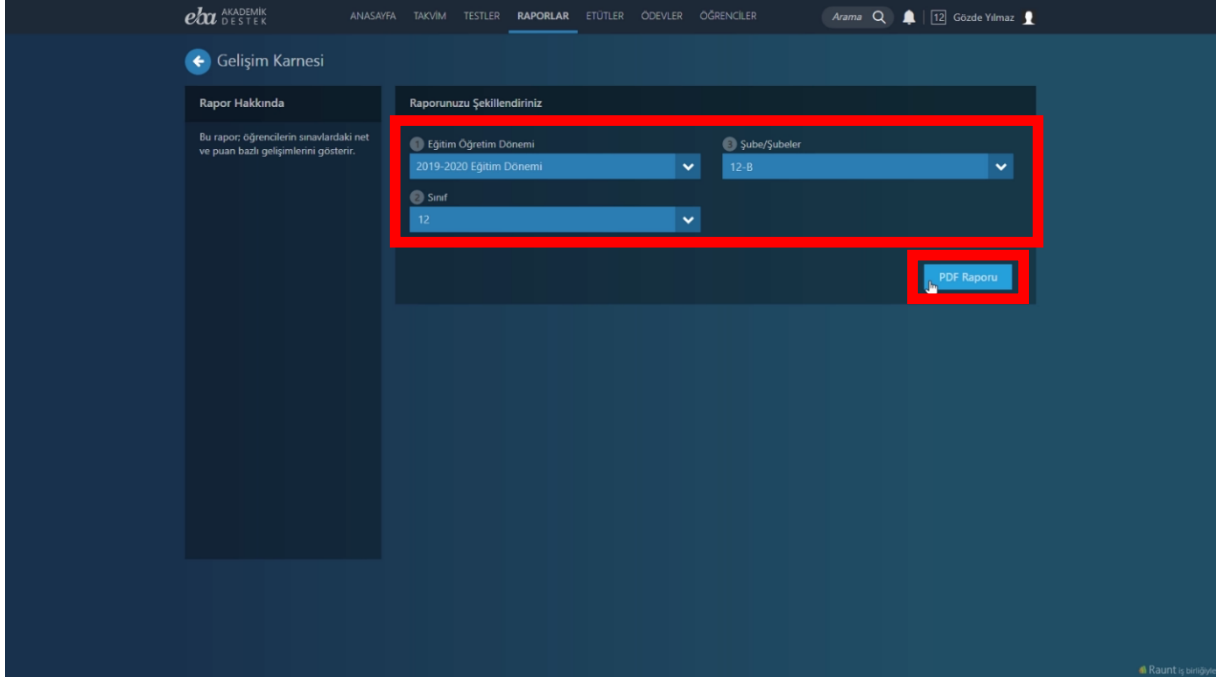 eba AKADEMİK DESTEK
ANASAYFA TAKVİM TESTLER RAPORLAR ETÜTLER ÖDEVLER ÖĞRENCİLER Arama 12 Gözde Yılmaz
Gelişim Karnesi
Rapor Hakkında
Bu rapor; öğrencilerin sınavlardaki net
ve puan bazlı gelişimlerini gösterir.
Raporunuzu Şekillendiriniz
1 Eğitim Öğretim Dönemi
2019-2020 Eğitim Dönemi
2 Sınıf
12
3 Şube/Şubeler
12-B
PDF Raporu
Raunt iş birliğiyle